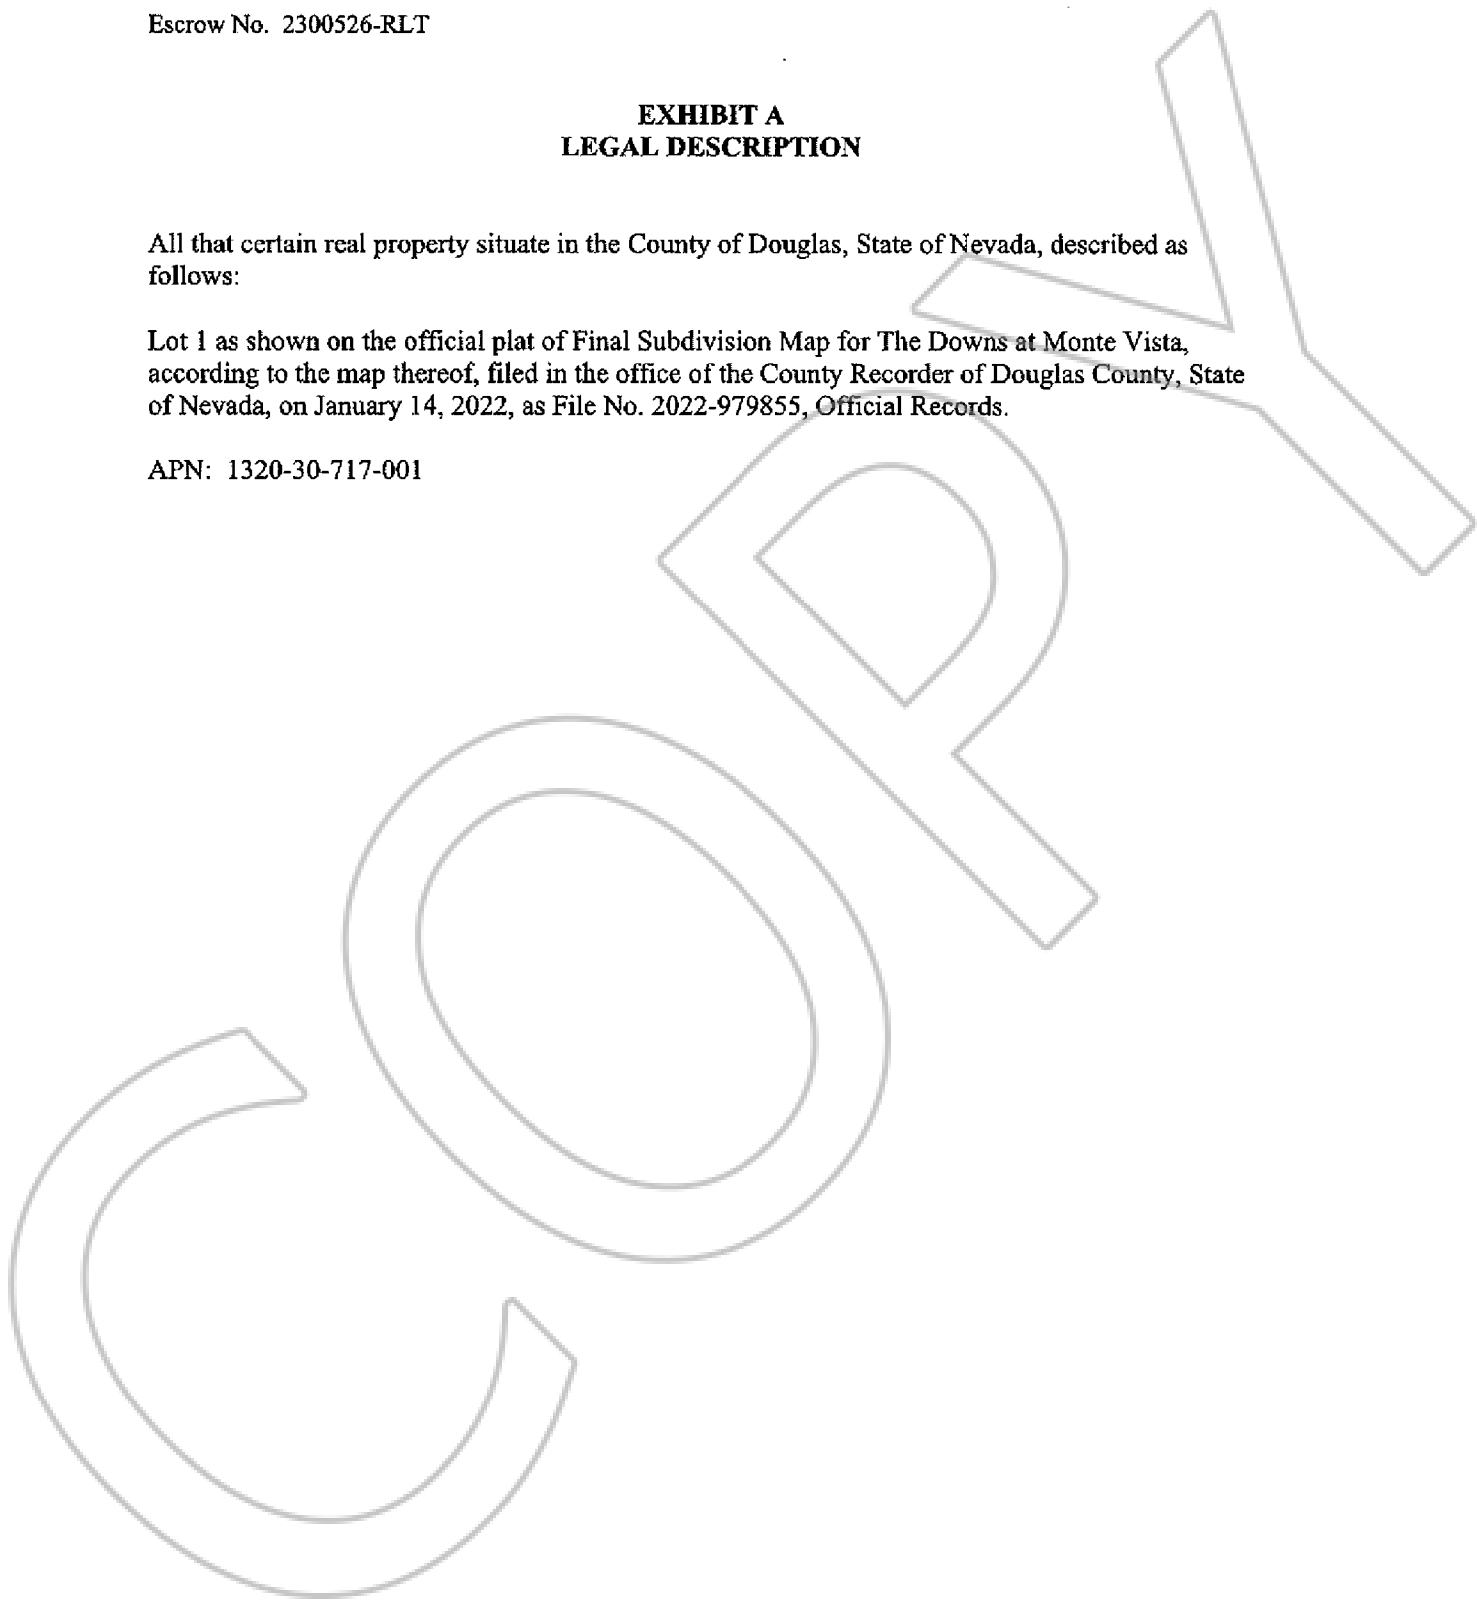 Escrow No. 2300526-RLT
EXHIBIT A
LEGAL DESCRIPTION
All that certain real property situate in the County of Douglas, State of Nevada, described as
follows:
Lot 1 as shown on the official plat of Final Subdivision Map for The Downs at Monte Vista,
according to the map thereof, filed in the office of the County Recorder of Douglas County, State
of Nevada, on January 14, 2022, as File No. 2022-979855, Official Records.
APN: 1320-30-717-001
COPY